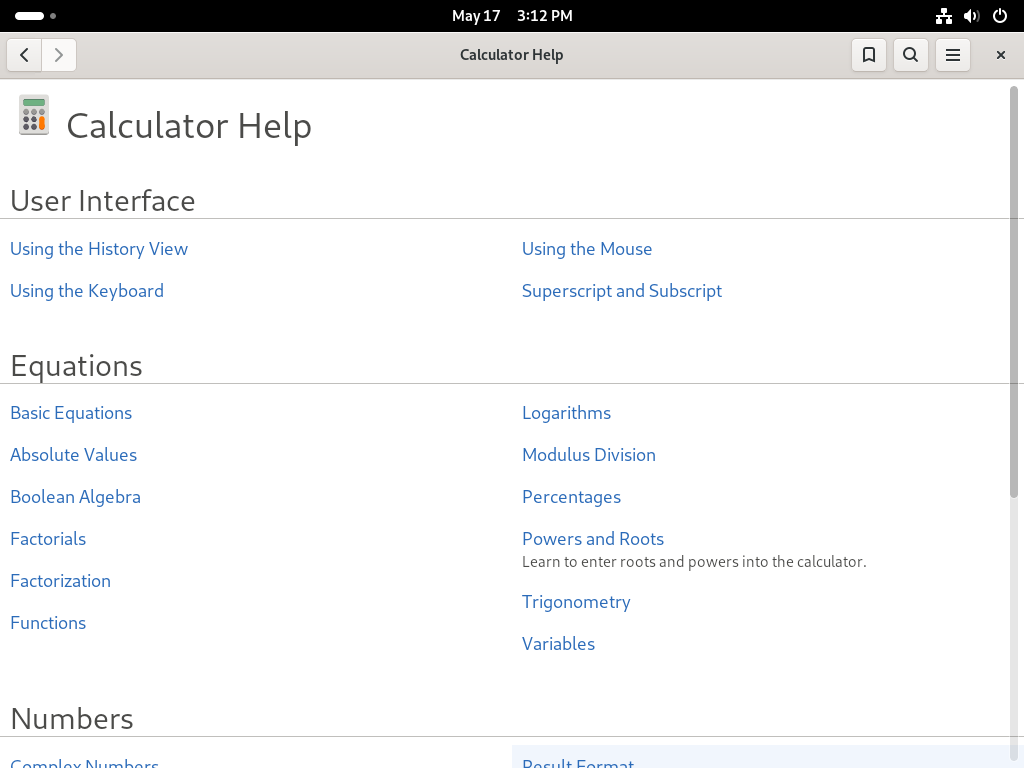 May 17 3:12 PM
Calculator Help
Calculator Help
User Interface
Using the History View
Using the Mouse
Using the Keyboard
Superscript and Subscript
Equations
Basic Equations
Absolute Values
Boolean Algebra
Factorials
Factorization
Functions
Logarithms
Modulus Division
Percentages
Powers and Roots
Learn to enter roots and powers into the calculator.
Trigonometry
Variables
Numbers
Complex Numbers
Result Format